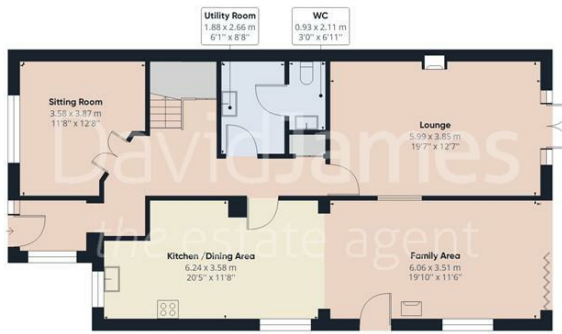 Utility Room
1.88 x 2.66 m
6'1" x 8'8"
WC
0.93 x 2.11 m
3'0" x 6'11"
Sitting Room
3.58 x 3.87 m
11'8" x 12'8"
Lounge
5.99 x 3.85 m
19'7" x 12'7"
DavidJames
the estate agent
Kitchen /Dining Area
6.24 x 3.58 m
20'5" x 11'8"
Family Area
6.06 x 3.51 m
19'10" x 11'6"